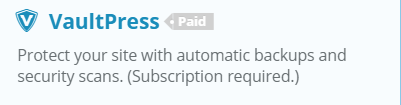 VaultPress Paid
Protect your site with automatic backups and
security scans. (Subscription required.)